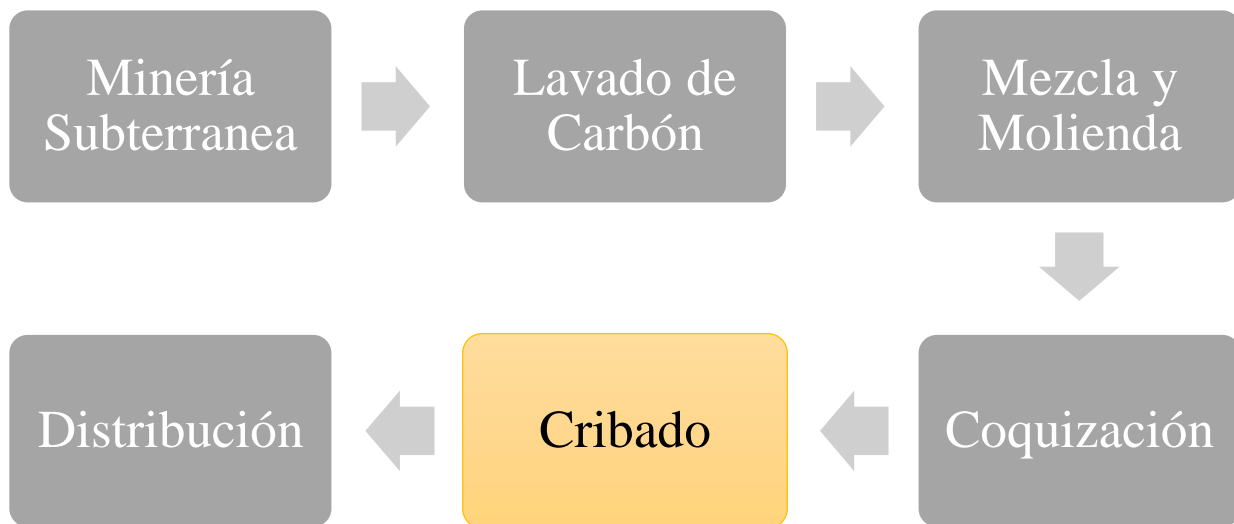 Minería
Subterranea
Lavado de
Carbón
Mezcla y
Molienda
Coquización
Cribado
Distribución